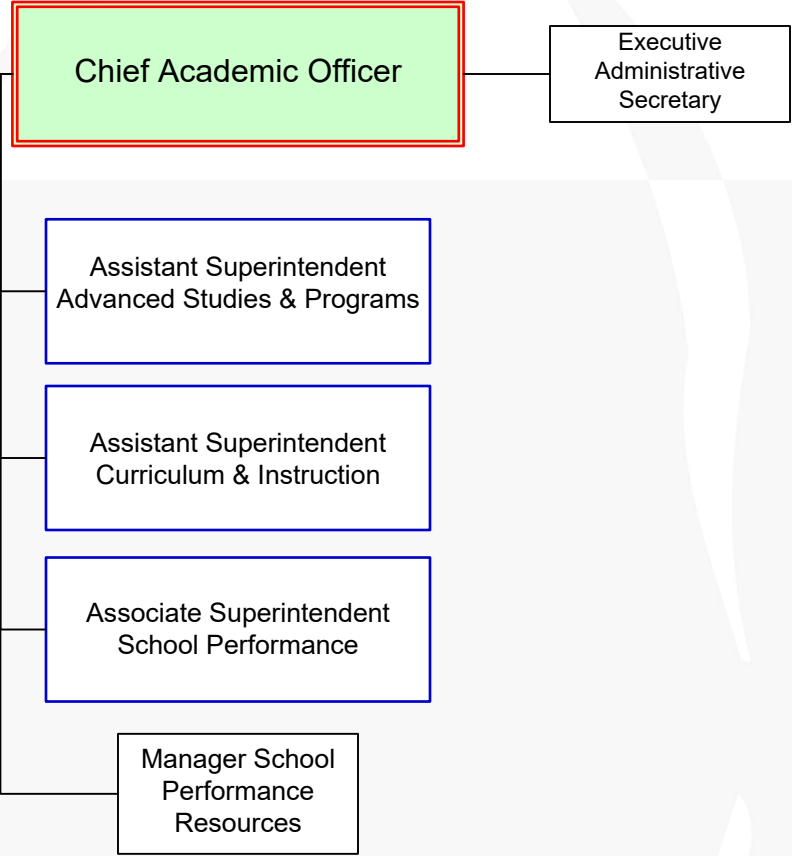 Chief Academic Officer
Executive
Administrative
Secretary
Assistant Superintendent
Advanced Studies & Programs
Assistant Superintendent
Curriculum & Instruction
Associate Superintendent
School Performance
Manager School
Performance
Resources